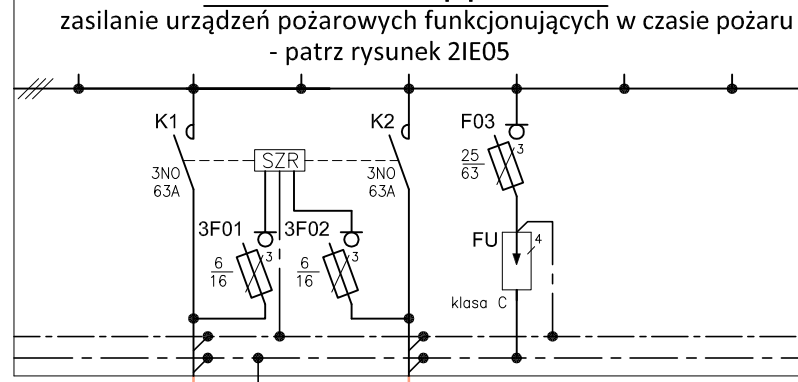 zasilanie urządzeń pożarowych funkcjonujących w czasie pożaru
- patrz rysunek 2IE05
K1
K2
F03
3
25
63
SZR
3NO
63A
3NO
63A
3F01
3F02
3
3
6
16
6
16
FU
4
klasa C